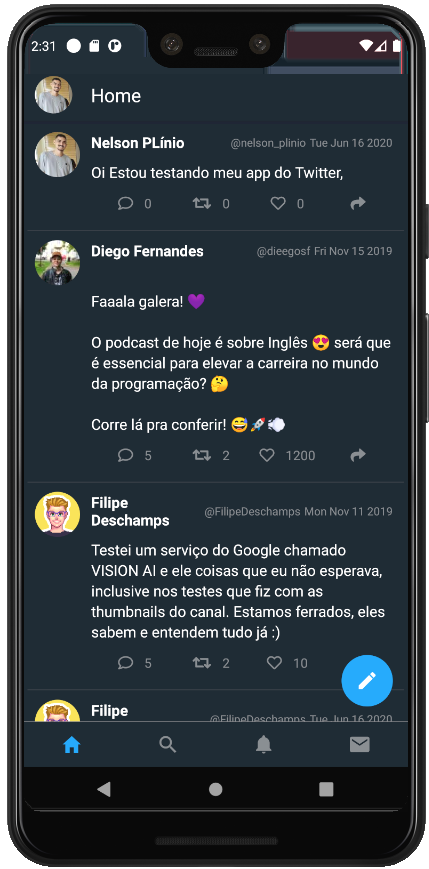 2:31
Home
Nelson PLínio @nelson_plinio Tue Jun 16 2020
Oi Estou testando meu app do Twitter,
0 0 0
Diego Fernandes @dieegosf Fri Nov 15 2019
Faaala galera! 💜
O podcast de hoje é sobre Inglês 😍 será que
é essencial para elevar a carreira no mundo
da programação? 🤔
Corre lá pra conferir! 😅🚀💨
5 2 1200
Filipe
Deschamps @FilipeDeschamps Mon Nov 11 2019
Testei um serviço do Google chamado
VISION AI e ele coisas que eu não esperava,
inclusive nos testes que fiz com as
thumbnails do canal. Estamos ferrados, eles
sabem e entendem tudo já :)
5 2 10
Filipe @FilipeDeschamps Tue Jun 16 2020